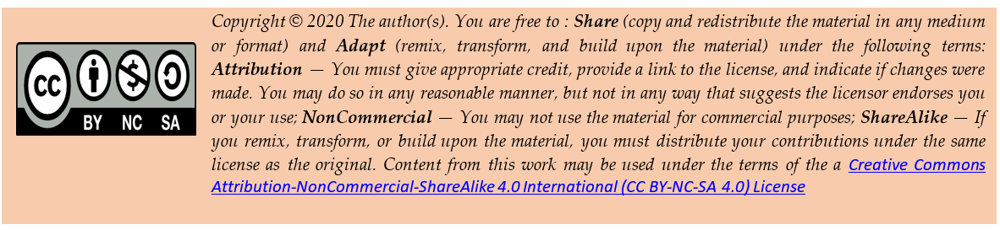 Copyright © 2020 The author(s). You are free to : Share (copy and redistribute the material in any medium
or format) and Adapt (remix, transform, and build upon the material) under the following terms:
Attribution — You must give appropriate credit, provide a link to the license, and indicate if changes were
made. You may do so in any reasonable manner, but not in any way that suggests the licensor endorses you
or your use; NonCommercial — You may not use the material for commercial purposes; ShareAlike — If
you remix, transform, or build upon the material, you must distribute your contributions under the same
license as the original. Content from this work may be used under the terms of the a Creative Commons
Attribution-NonCommercial-ShareAlike 4.0 International (CC BY-NC-SA 4.0) License
cc
BY NC SA